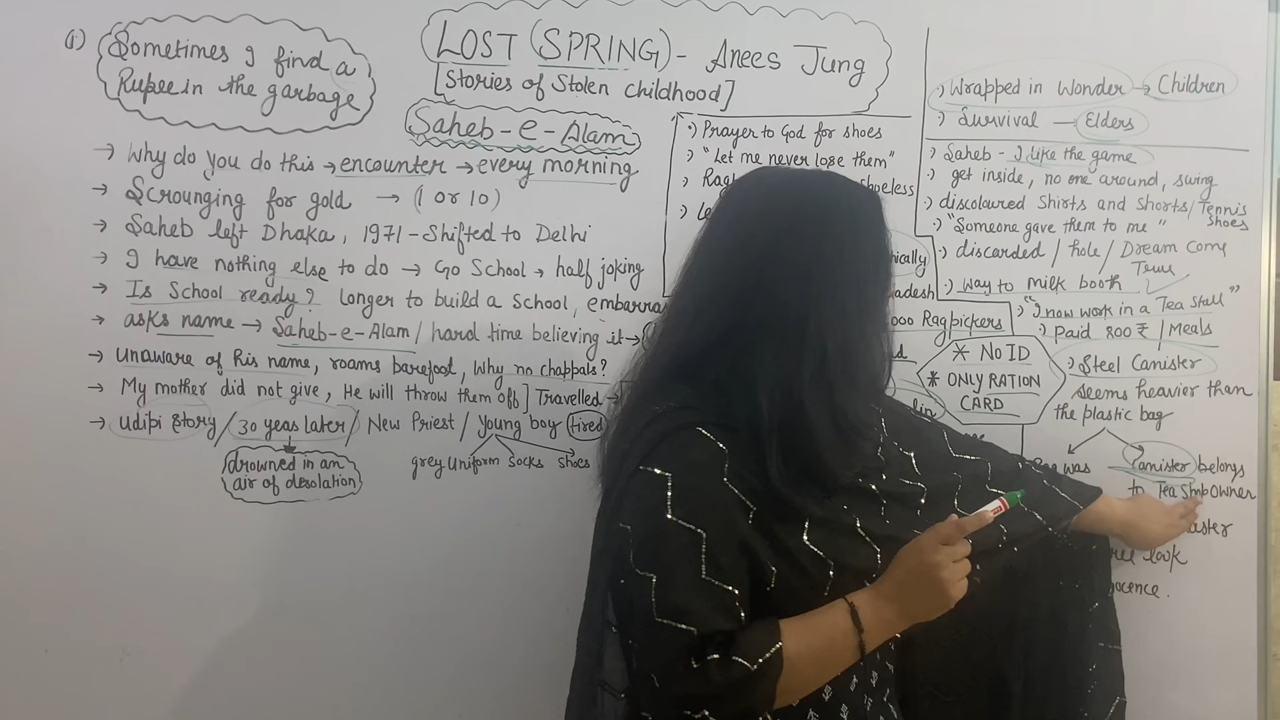 (i) Sometimes I find a
Rupee in the garbage
LOST (SPRING) - Anees Jung
[Stories of Stolen childhood]
Saheb-e-Alam
→ Why do you do this → encounter → every morning
→ Scrounging for gold → (1 or 10)
→ Saheb left Dhaka, 1971 - Shifted to Delhi
→ I have nothing else to do → Go School → half joking
→ Is School ready? longer to build a School, embarra
→ asks name → Saheb-e-Alam / hard time believing it →
→ Unaware of his name, roams barefoot, Why no chappals?
→ My mother did not give, He will throw them off] Travelled →
→ Udipi Story / 30 years later / New Priest / Young boy (tired)
grey Uniform Socks shoes
drowned in an
air of desolation
·) Prayer to God for shoes
·) "Let me never lose them"
shoeless
ically
adesh
000 Ragpickers
* NO ID
* ONLY RATION
CARD
·) Wrapped in Wonder → Children
·) Survival — Elders
·) Saheb - I like the game
·) get inside, no one around, swing
·) discoloured Shirts and Shorts / Tennis
Shoes
·) "Someone gave them to me"
·) discarded / hole / Dream Come
True
·) way to milk booth
"I now work in a Tea Stall"
·) paid 800 ₹ / Meals
·) Steel Canister
seems heavier than
the plastic bag
was
Canister belongs
to Tea Shop Owner
look